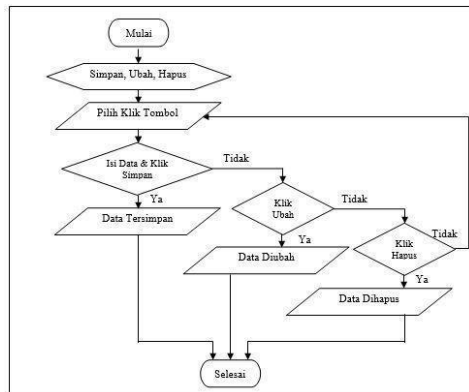 Mulai
Simpan, Ubah, Hapus
Pilih Klik Tombol
Isi Data & Klik
Simpan
Tidak
Ya
Klik
Ubah
Tidak
Data Tersimpan
Ya
Klik
Hapus
Tidak
Data Diubah
Ya
Data Dihapus
Selesai